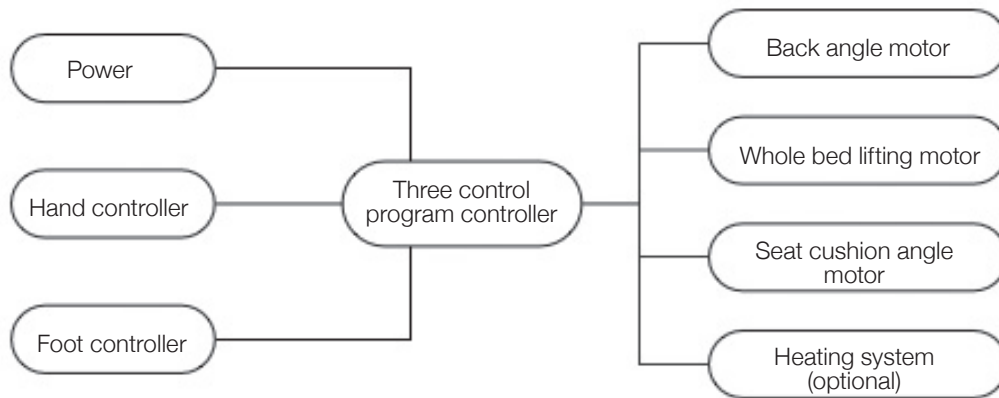 Power
Hand controller
Foot controller
Three control
program controller
Back angle motor
Whole bed lifting motor
Seat cushion angle
motor
Heating system
(optional)